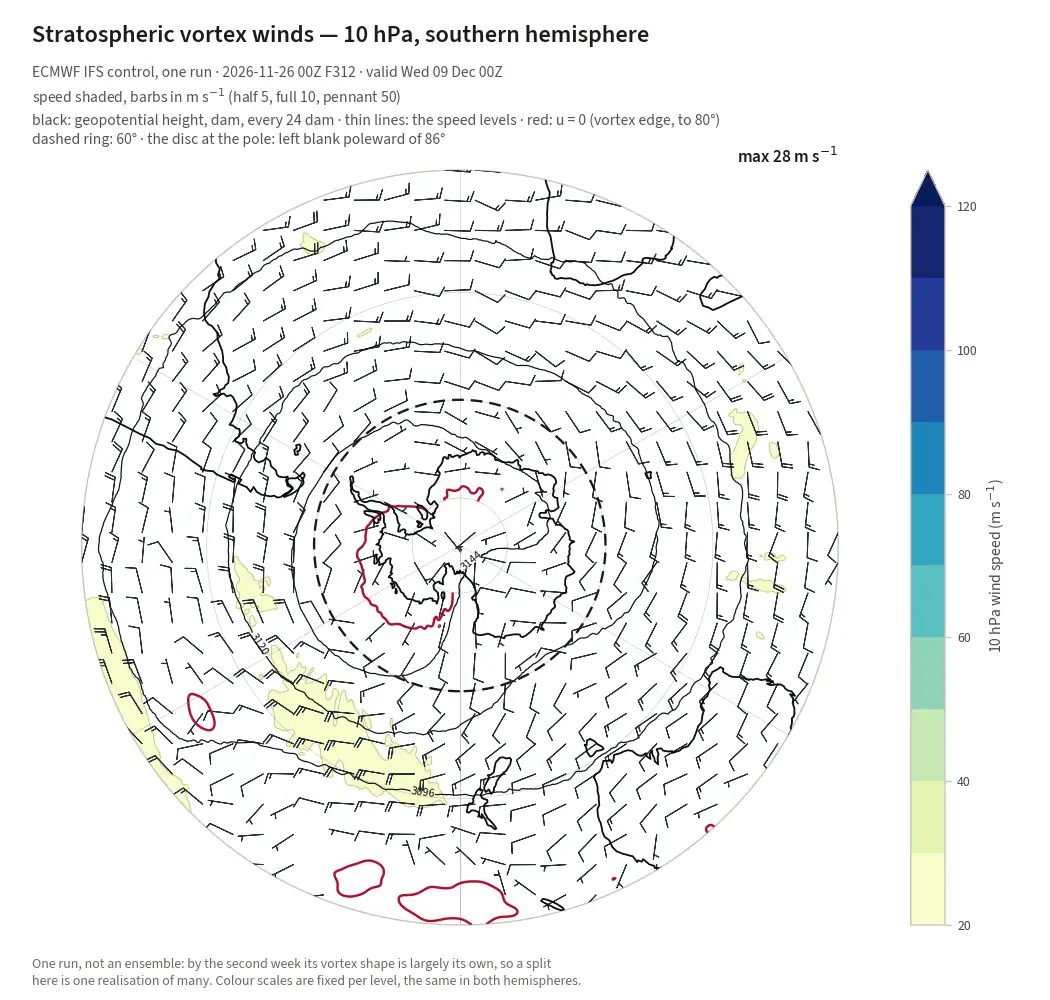 Stratospheric vortex winds — 10 hPa, southern hemisphere
ECMWF IFS control, one run · 2026-11-26 00Z F312 · valid Wed 09 Dec 00Z
speed shaded, barbs in m s⁻¹ (half 5, full 10, pennant 50)
black: geopotential height, dam, every 24 dam · thin lines: the speed levels · red: u = 0 (vortex edge, to 80°)
dashed ring: 60° · the disc at the pole: left blank poleward of 86°
max 28 m s⁻¹
120
100
80
60
40
20
10 hPa wind speed (m s⁻¹)
3144
3120
3096
One run, not an ensemble: by the second week its vortex shape is largely its own, so a split
here is one realisation of many. Colour scales are fixed per level, the same in both hemispheres.